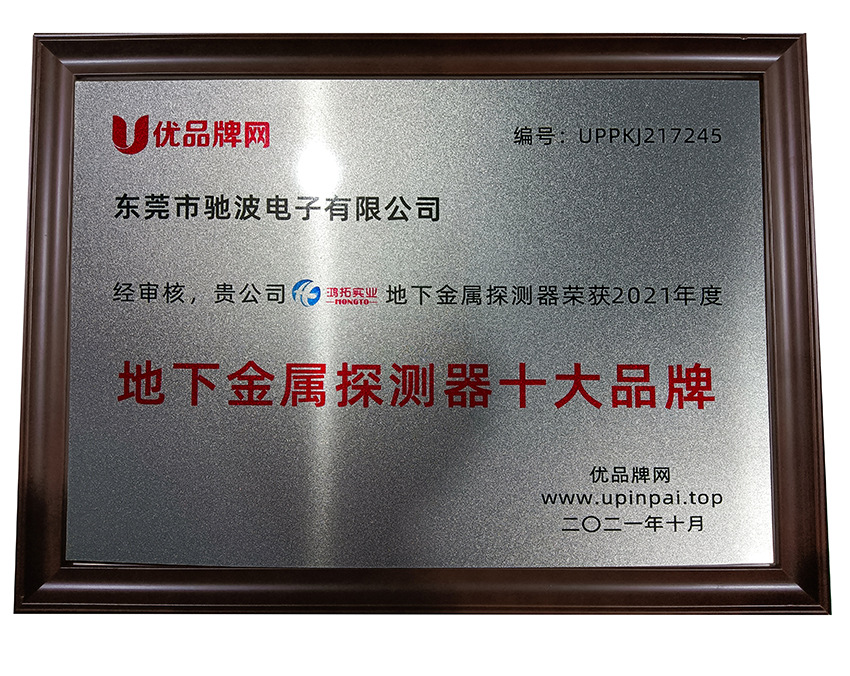 优品牌网
编号：UPPKJ217245
东莞市驰波电子有限公司
经审核，贵公司 鸿拓实业 HONGTO 地下金属探测器荣获2021年度
地下金属探测器十大品牌
优品牌网
www.upinpai.top
二〇二一年十月